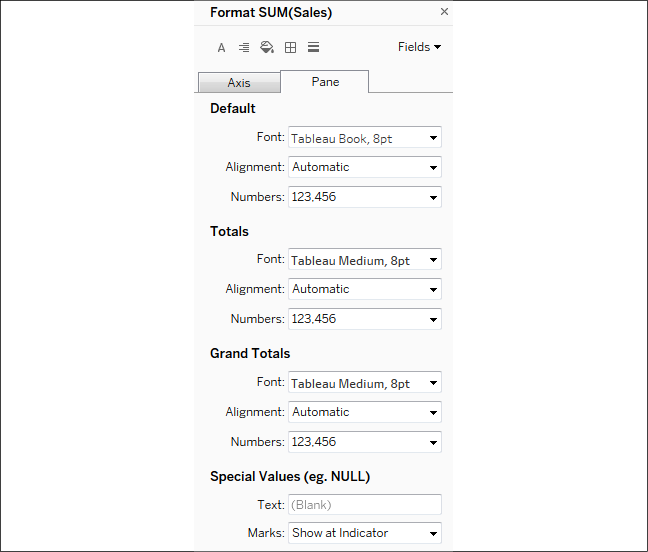 Format SUM(Sales) ×
A Fields
Axis Pane
Default
Font: Tableau Book, 8pt
Alignment: Automatic
Numbers: 123,456
Totals
Font: Tableau Medium, 8pt
Alignment: Automatic
Numbers: 123,456
Grand Totals
Font: Tableau Medium, 8pt
Alignment: Automatic
Numbers: 123,456
Special Values (eg. NULL)
Text: (Blank)
Marks: Show at Indicator